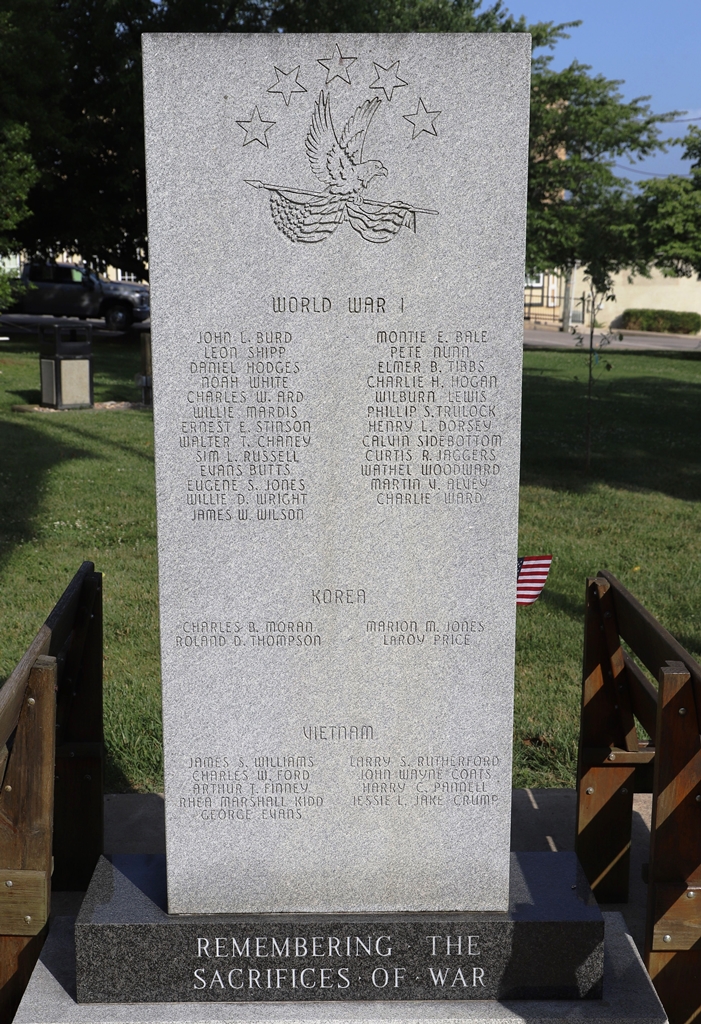 WORLD WAR I
JOHN L. BURD
LEON SHIPP
DANIEL HODGES
NOAH WHITE
CHARLES W. ARD
WILLIE MARDIS
ERNEST E. STINSON
WALTER T. CHANEY
SIM L. RUSSELL
EVANS BUTTS
EUGENE S. JONES
WILLIE D. WRIGHT
JAMES W. WILSON
MONTIE E. BALE
PETE NUNN
ELMER B. TIBBS
CHARLIE H. HOGAN
WILBURN LEWIS
PHILLIP S. TRULOCK
HENRY L. DORSEY
CALVIN SIDEBOTTOM
CURTIS R. JAGGERS
WATHEL WOODWARD
MARTIN V. ALVEY
CHARLIE WARD
KOREA
CHARLES B. MORAN
ROLAND D. THOMPSON
MARION M. JONES
LAROY PRICE
VIETNAM
JAMES S. WILLIAMS
CHARLES W. FORD
ARTHUR T. FINNEY
RHEA MARSHALL KIDD
GEORGE EVANS
LARRY S. RUTHERFORD
JOHN WAYNE COATS
HARRY C. PANNELL
JESSIE L. JAKE CRUMP
REMEMBERING · THE
SACRIFICES · OF · WAR